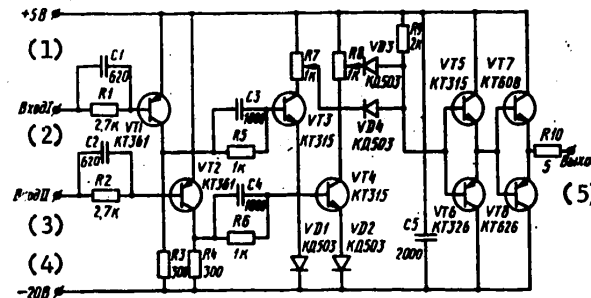 +5В
(1)
C1
620
ВходI
R1
2,7к
VT1
КТ361
(2)
C2
620
ВходII
R2
2,7к
(3)
(4)
-20В
VT2
КТ361
R3
300
R4
300
C3
1000
R5
1к
C4
1000
R6
1к
R7
1к
VT3
КТ315
VT4
КТ315
VD1
КД503
VD2
КД503
R8
1к
VD3
КД503
VD4
КД503
R9
2к
C5
2000
VT5
КТ315
VT7
КТ608
VT6
КТ326
VT8
КТ626
R10
5
Выход
(5)